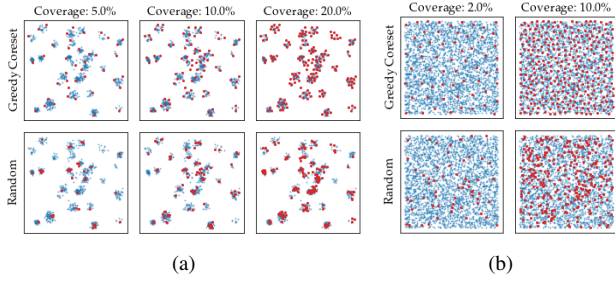 Coverage: 5.0% Coverage: 10.0% Coverage: 20.0%
Greedy Coreset
Random
(a)
Coverage: 2.0% Coverage: 10.0%
Greedy Coreset
Random
(b)